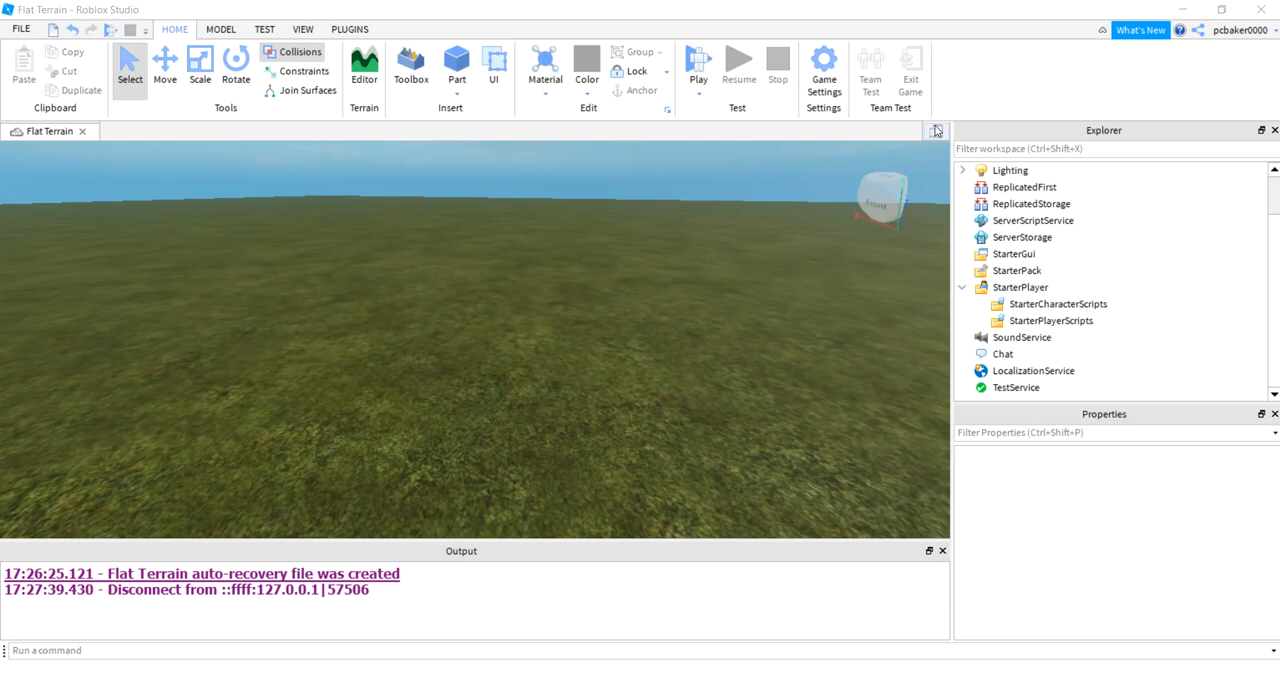 Flat Terrain - Roblox Studio
FILE HOME MODEL TEST VIEW PLUGINS What's New pcbaker0000
Paste Copy Cut Duplicate Clipboard
Select Move Scale Rotate Collisions Constraints Join Surfaces Tools
Editor Terrain
Toolbox Part UI Insert
Material Color Group Lock Anchor Edit
Play Resume Stop Test
Game Settings Settings
Team Test Exit Game Team Test
Flat Terrain
Front
Explorer
Filter workspace (Ctrl+Shift+X)
Lighting
ReplicatedFirst
ReplicatedStorage
ServerScriptService
ServerStorage
StarterGui
StarterPack
StarterPlayer
StarterCharacterScripts
StarterPlayerScripts
SoundService
Chat
LocalizationService
TestService
Properties
Filter Properties (Ctrl+Shift+P)
Output
17:26:25.121 - Flat Terrain auto-recovery file was created
17:27:39.430 - Disconnect from ::ffff:127.0.0.1|57506
Run a command